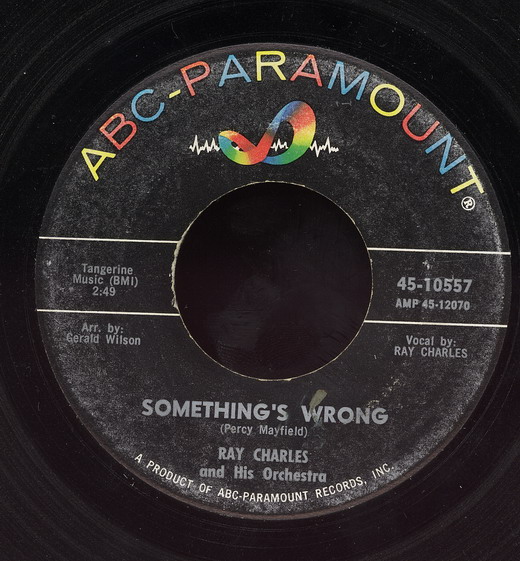 ABC-PARAMOUNT®
Tangerine
Music (BMI)
2:49
45-10557
AMP 45-12070
Arr. by:
Gerald Wilson
Vocal by:
RAY CHARLES
SOMETHING'S WRONG
(Percy Mayfield)
RAY CHARLES
and His Orchestra
A PRODUCT OF ABC-PARAMOUNT RECORDS, INC.